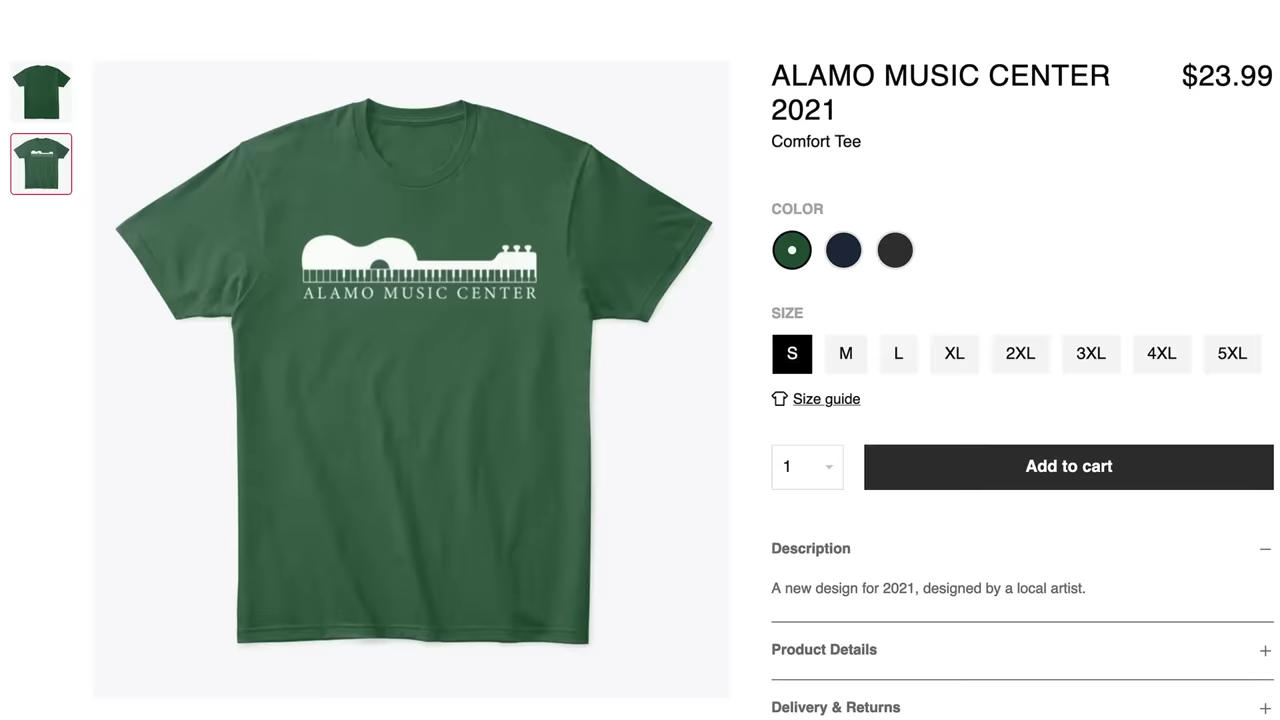 ALAMO MUSIC CENTER
ALAMO MUSIC CENTER
2021
$23.99
Comfort Tee
COLOR
SIZE
S M L XL 2XL 3XL 4XL 5XL
Size guide
1
Add to cart
Description
A new design for 2021, designed by a local artist.
Product Details
Delivery & Returns